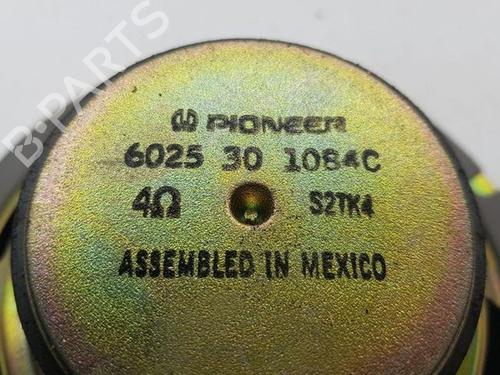 B-PARTS
PIONEER
6025 30 1084C
4Ω S2TK4
ASSEMBLED IN MEXICO